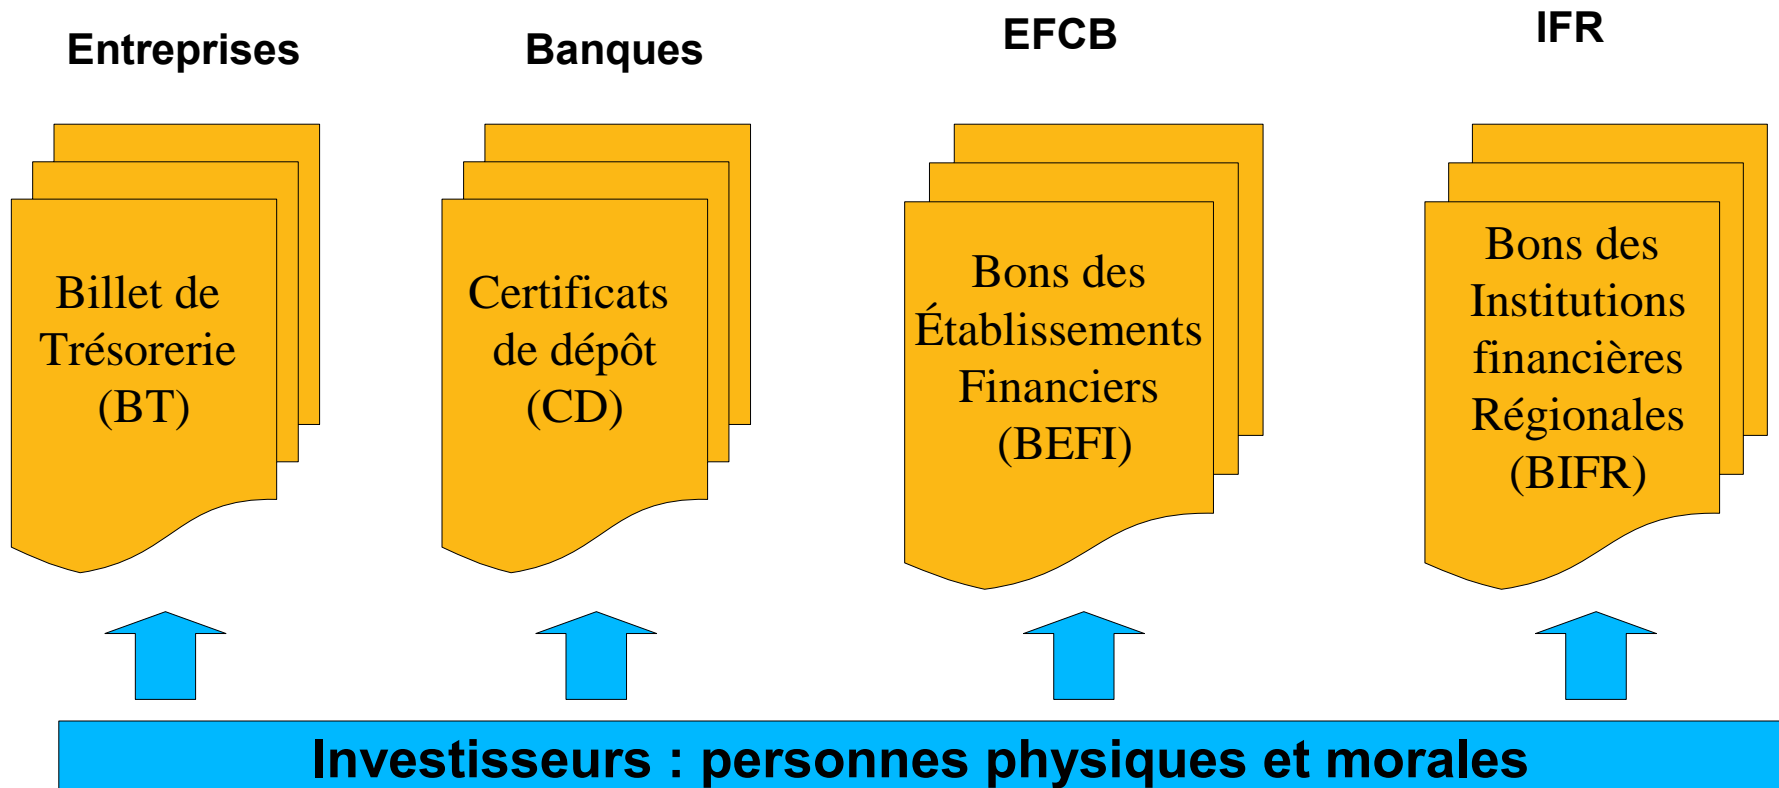 Entreprises
Banques
EFCB
IFR
Billet de
Trésorerie
(BT)
Certificats
de dépôt
(CD)
Bons des
Établissements
Financiers
(BEFI)
Bons des
Institutions
financières
Régionales
(BIFR)
Investisseurs : personnes physiques et morales